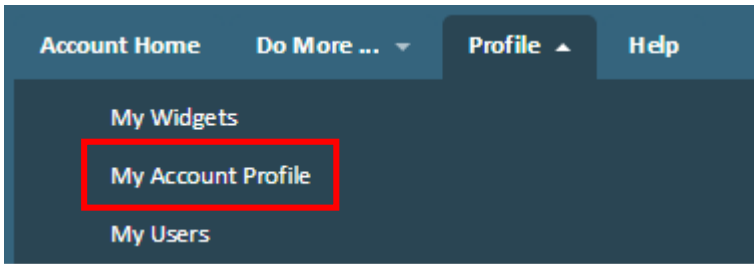 Account Home Do More ... Profile Help
My Widgets
My Account Profile
My Users